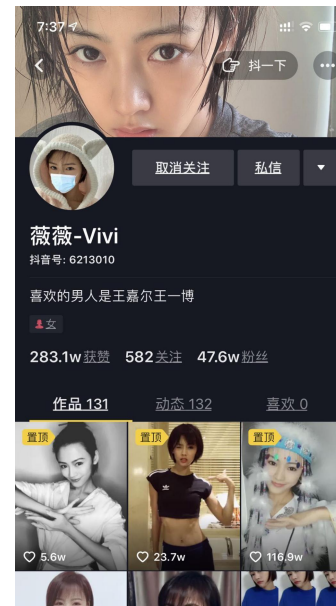 7:37
抖一下
取消关注
私信
薇薇-Vivi
抖音号: 6213010
喜欢的男人是王嘉尔王一博
女
283.1w获赞 582关注 47.6w粉丝
作品 131 动态 132 喜欢 0
置顶 置顶 置顶
5.6w 23.7w 116.9w